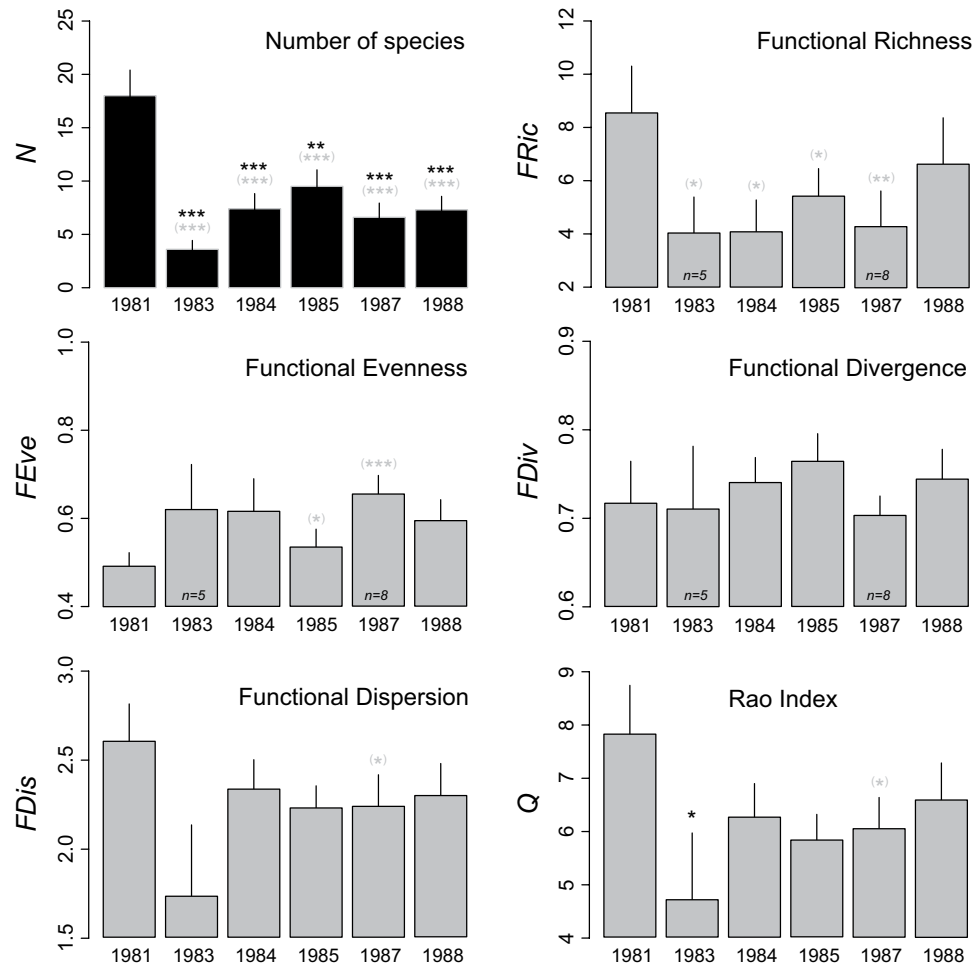 Number of species
N
25
20
15
10
5
0
*** (***)
*** (***)
** (***)
*** (***)
*** (***)
1981 1983 1984 1985 1987 1988
Functional Richness
FRic
12
10
8
6
4
2
(*) (*) (*) (**)
n=5 n=8
1981 1983 1984 1985 1987 1988
Functional Evenness
FEve
1.0
0.8
0.6
0.4
(*) (***)
n=5 n=8
1981 1983 1984 1985 1987 1988
Functional Divergence
FDiv
0.9
0.8
0.7
0.6
n=5 n=8
1981 1983 1984 1985 1987 1988
Functional Dispersion
FDis
3.0
2.5
2.0
1.5
(*)
1981 1983 1984 1985 1987 1988
Rao Index
Q
9
8
7
6
5
4
* (*)
1981 1983 1984 1985 1987 1988